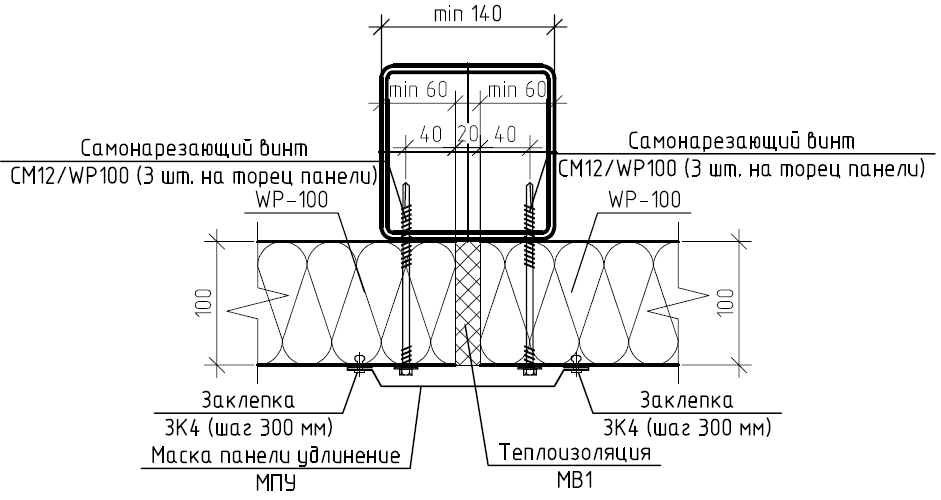 min 140
min 60
min 60
40
20
40
Самонарезающий винт
СМ12/WP100 (3 шт. на торец панели)
Самонарезающий винт
СМ12/WP100 (3 шт. на торец панели)
WP-100
WP-100
100
100
Заклепка
ЗК4 (шаг 300 мм)
Заклепка
ЗК4 (шаг 300 мм)
Маска панели удлинение
МПУ
Теплоизоляция
МВ1